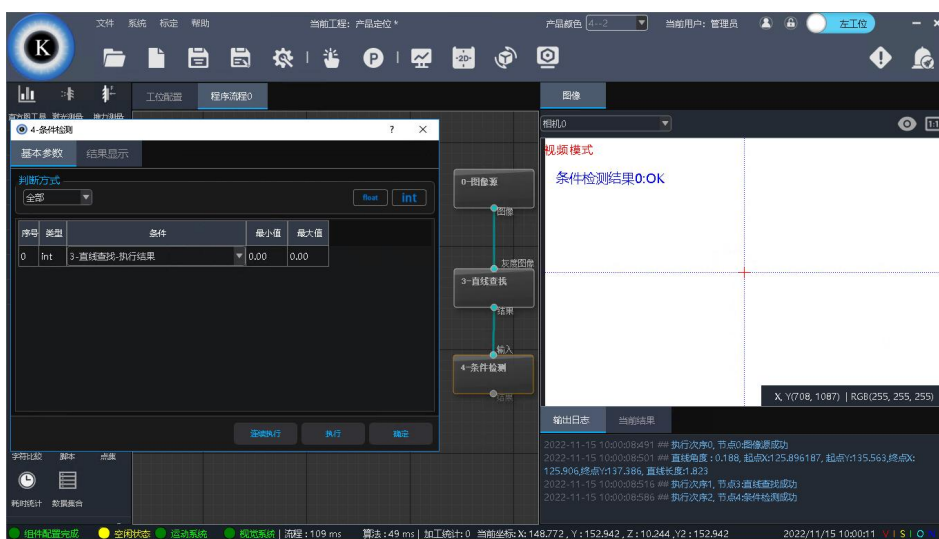 K
文件 系统 标定 帮助
当前工程: 产品定位 *
产品颜色 4--2
当前用户: 管理员
左工位
P
-2D-
工位配置 程序流程0
图像
4-条件检测 ? ×
基本参数 结果显示
判断方式
全部
float int
序号 类型 条件 最小值 最大值
0 int 3-直线查找-执行结果 0.00 0.00
连续执行 执行 确定
0-图像源
图像
灰度图像
3-直线查找
结果
输入
4-条件检测
结果
相机0
1:1
视频模式
条件检测结果0:OK
X, Y(708, 1087) | RGB(255, 255, 255)
输出日志 当前结果
2022-11-15 10:00:08:491 ## 执行次序0, 节点0:图像源成功
2022-11-15 10:00:08:501 ## 直线角度 : 0.188, 起点X:125.896187, 起点Y:135.563,终点X:
125.906,终点Y:137.386, 直线长度:1.823
2022-11-15 10:00:08:516 ## 执行次序1, 节点3:直线查找成功
2022-11-15 10:00:08:586 ## 执行次序2, 节点4:条件检测成功
字符比较 脚本 点集
耗时统计 数据集合
组件配置完成 空闲状态 运动系统 视觉系统 | 流程 : 109 ms 算法 : 49 ms | 加工统计: 0 当前坐标: X: 148.772 , Y : 152.942 , Z : 10.244 ,Y2 : 152.942 2022/11/15 10:00:11 V I S I O